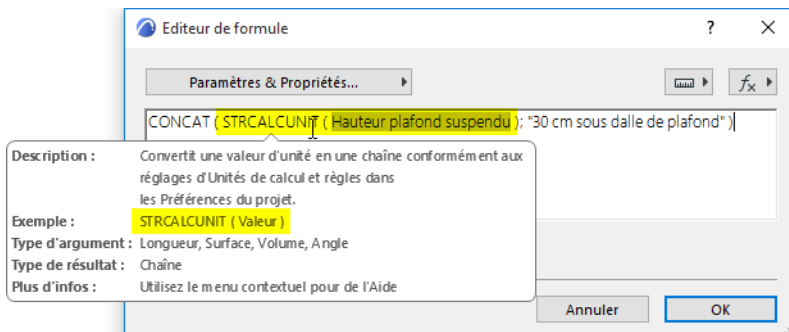 Editeur de formule
?
Paramètres & Propriétés...
fx
CONCAT ( STRCALCUNIT ( Hauteur plafond suspendu ); "30 cm sous dalle de plafond" )
Description : Convertit une valeur d'unité en une chaîne conformément aux
réglages d'Unités de calcul et règles dans
les Préférences du projet.
Exemple : STRCALCUNIT ( Valeur )
Type d'argument : Longueur, Surface, Volume, Angle
Type de résultat : Chaîne
Plus d'infos : Utilisez le menu contextuel pour de l'Aide
Annuler
OK